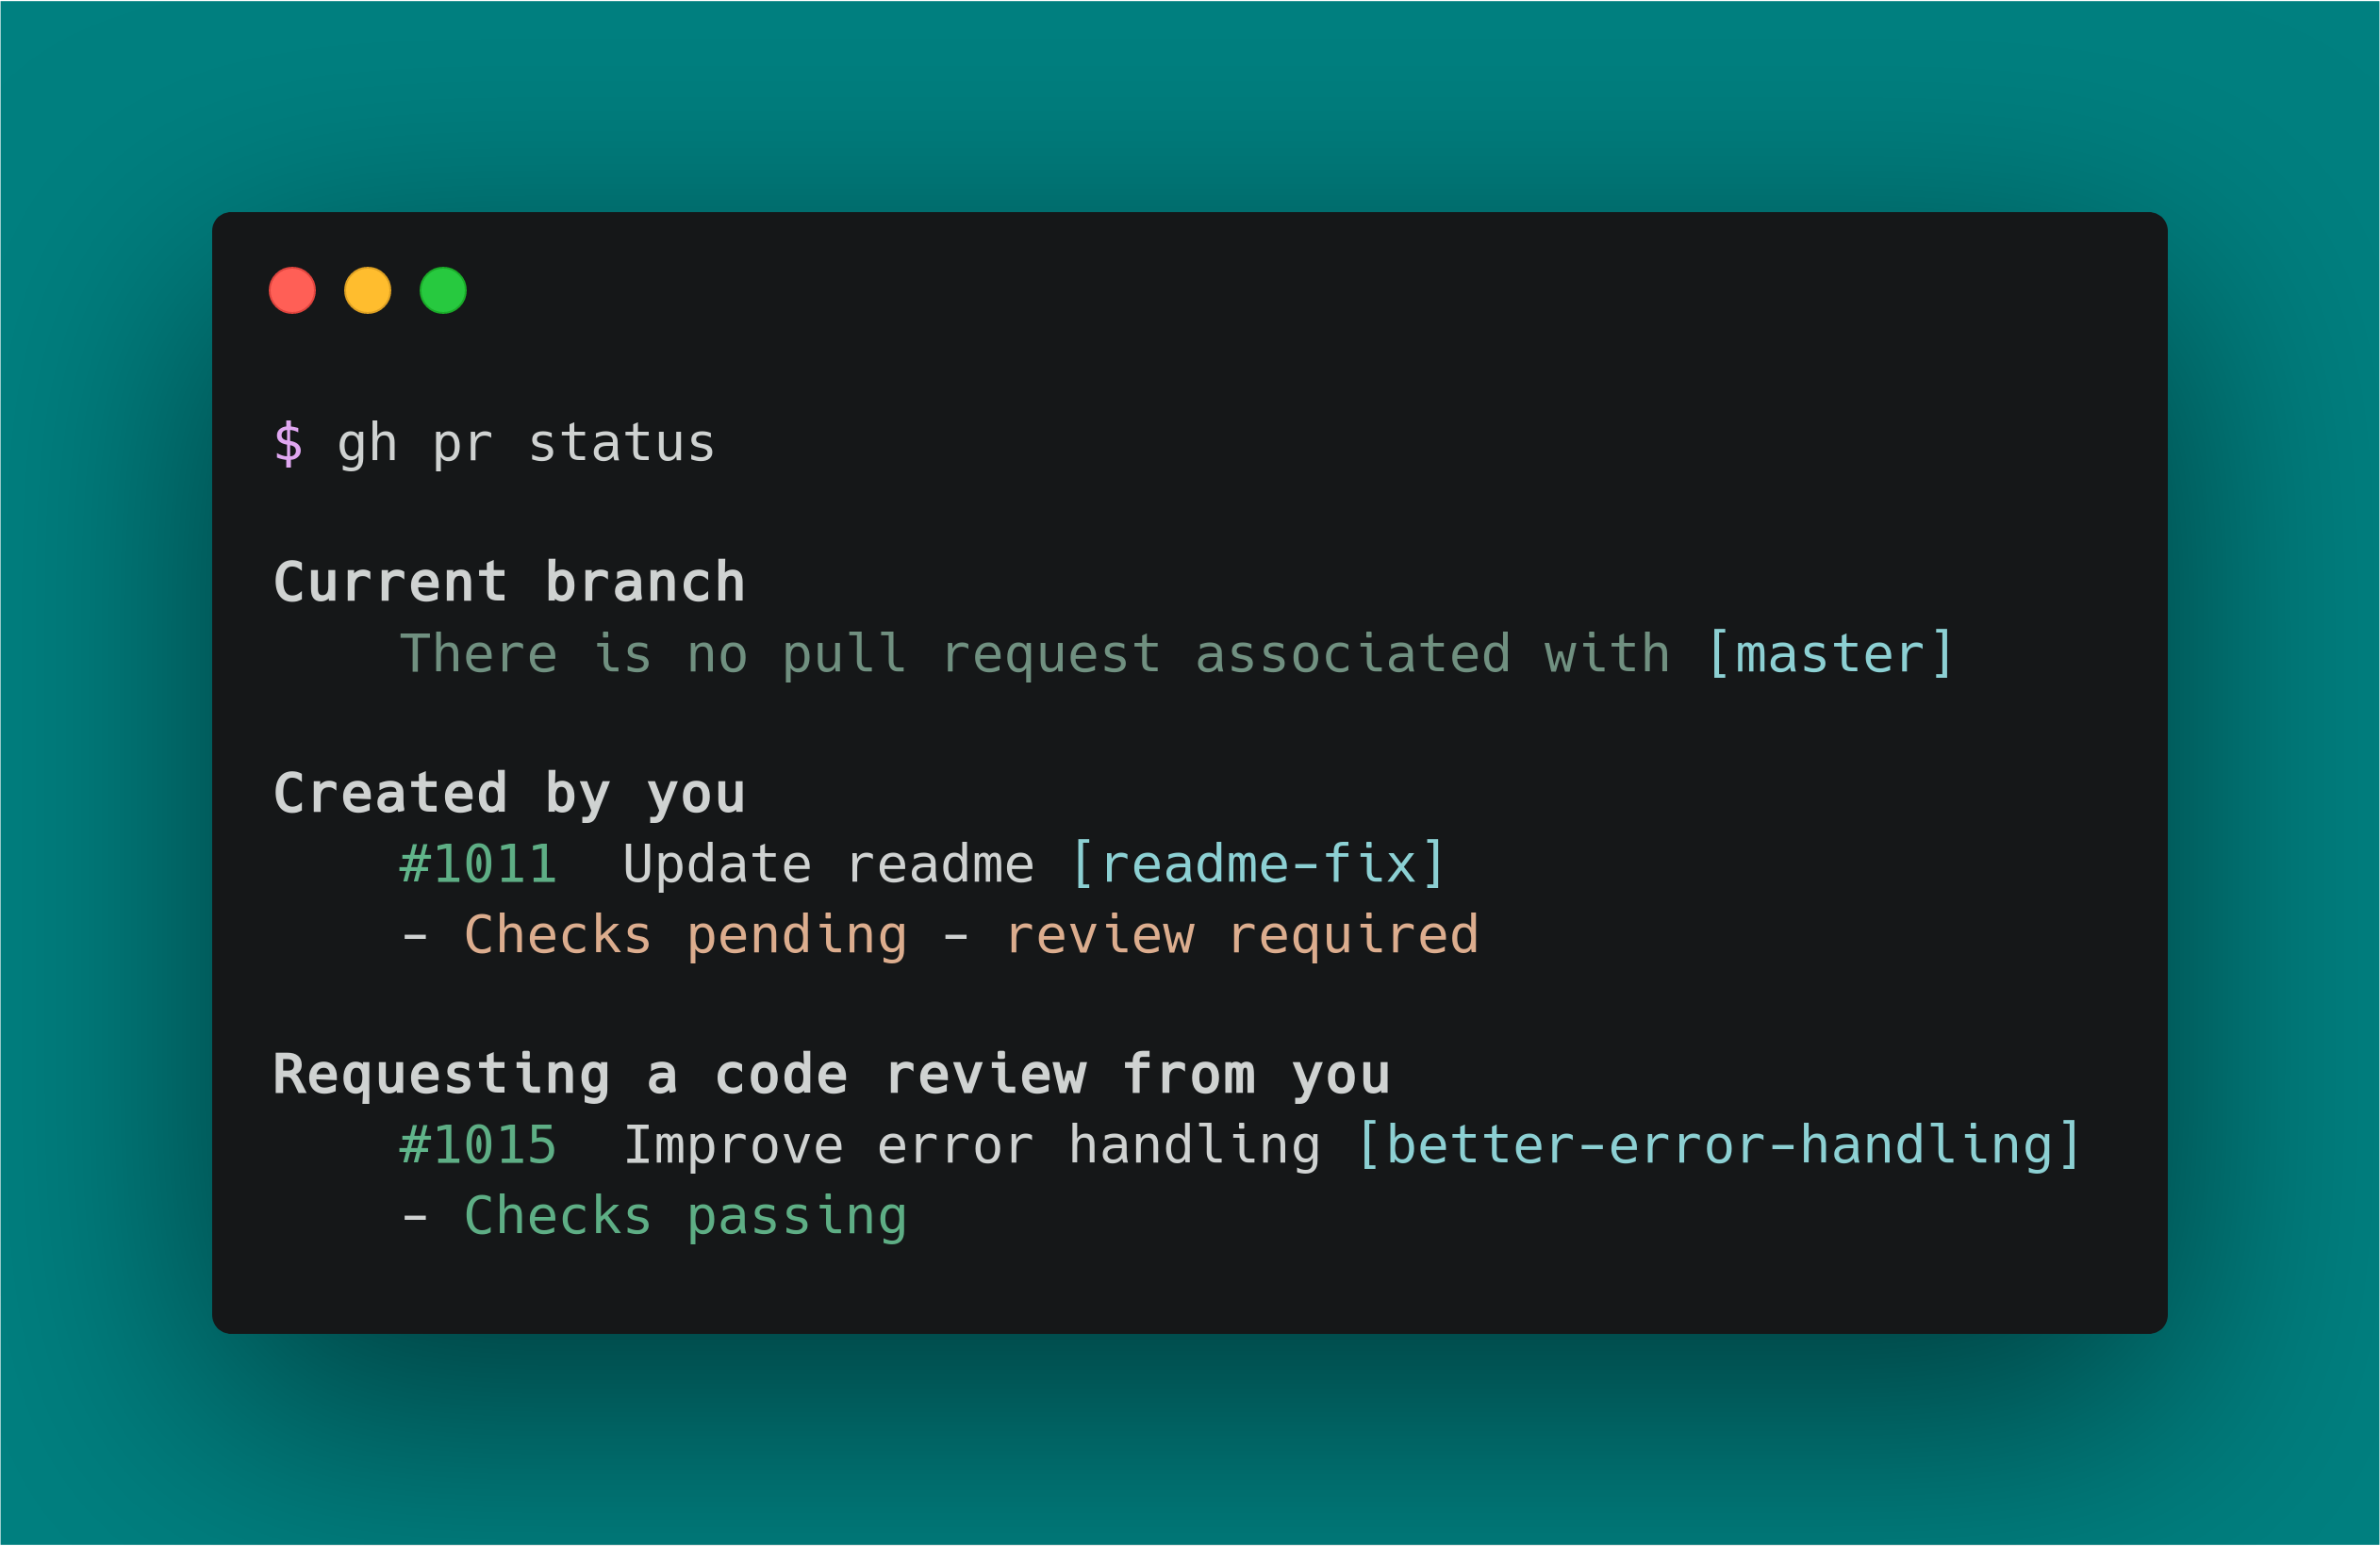 $ gh pr status
Current branch
There is no pull request associated with [master]
Created by you
#1011  Update readme [readme-fix]
- Checks pending - review required
Requesting a code review from you
#1015  Improve error handling [better-error-handling]
- Checks passing